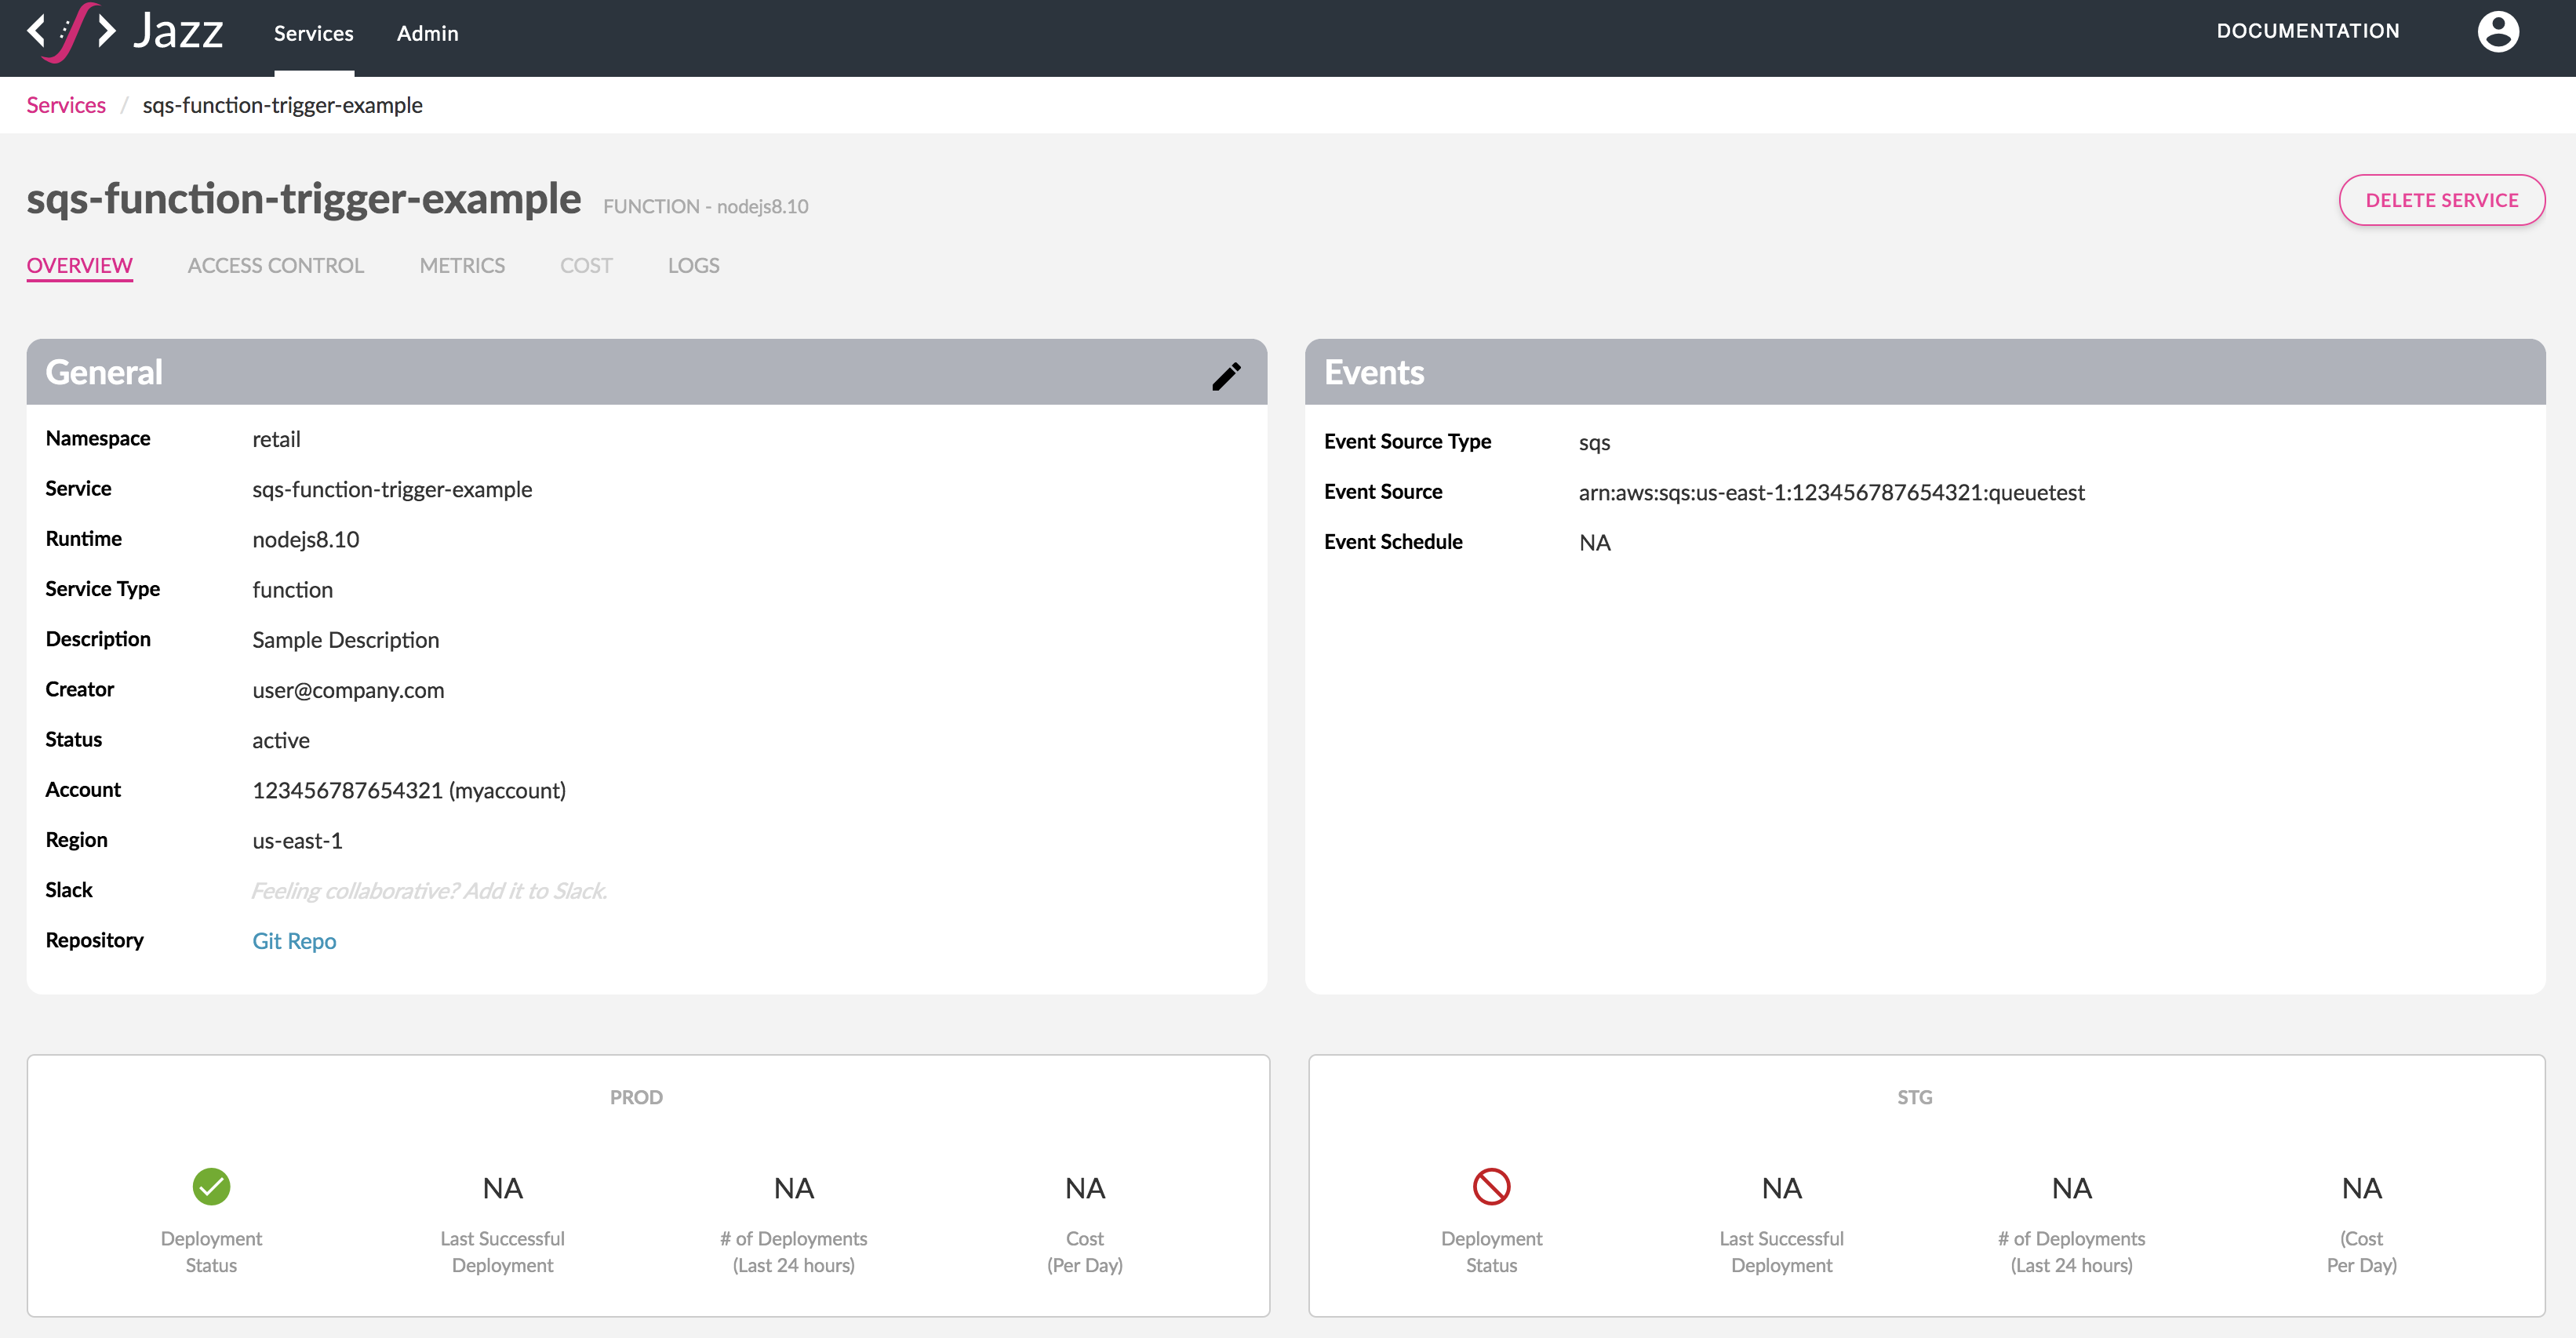 Jazz Services Admin DOCUMENTATION
Services / sqs-function-trigger-example
sqs-function-trigger-example FUNCTION - nodejs8.10
DELETE SERVICE
OVERVIEW ACCESS CONTROL METRICS COST LOGS
General
Namespace retail
Service sqs-function-trigger-example
Runtime nodejs8.10
Service Type function
Description Sample Description
Creator user@company.com
Status active
Account 123456787654321 (myaccount)
Region us-east-1
Slack Feeling collaborative? Add it to Slack.
Repository Git Repo
Events
Event Source Type sqs
Event Source arn:aws:sqs:us-east-1:123456787654321:queuetest
Event Schedule NA
PROD
NA NA NA
Deployment Last Successful # of Deployments Cost
Status Deployment (Last 24 hours) (Per Day)
STG
NA NA NA
Deployment Last Successful # of Deployments (Cost
Status Deployment (Last 24 hours) Per Day)